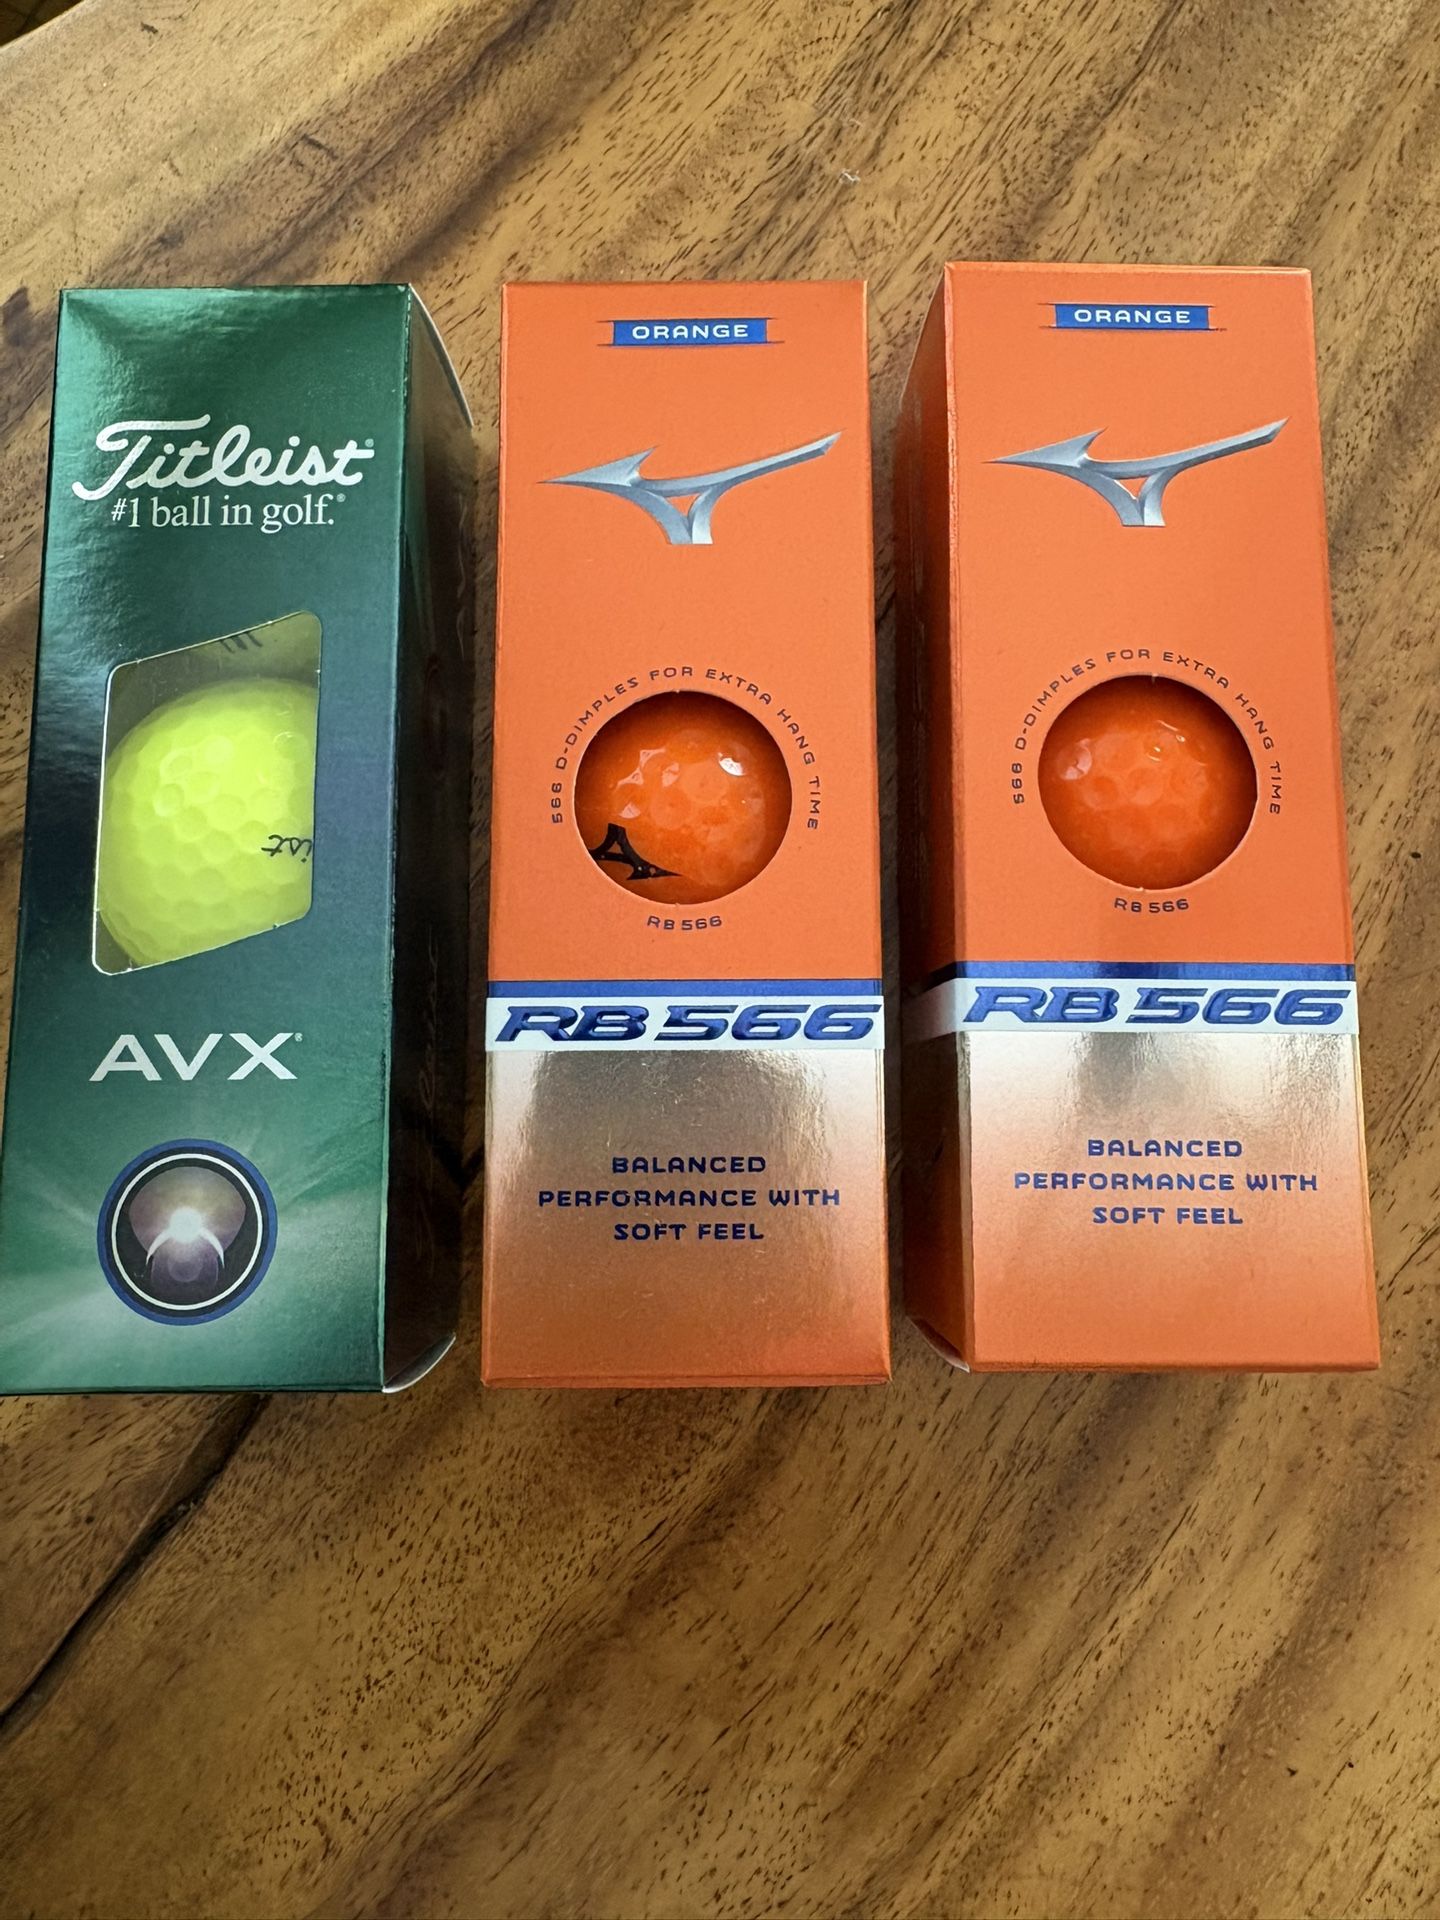 Titleist®
#1 ball in golf.®
ist
AVX®
ORANGE
566 D-DIMPLES FOR EXTRA HANG TIME
RB 566
RB 566
BALANCED
PERFORMANCE WITH
SOFT FEEL
ORANGE
566 D-DIMPLES FOR EXTRA HANG TIME
RB 566
RB 566
BALANCED
PERFORMANCE WITH
SOFT FEEL